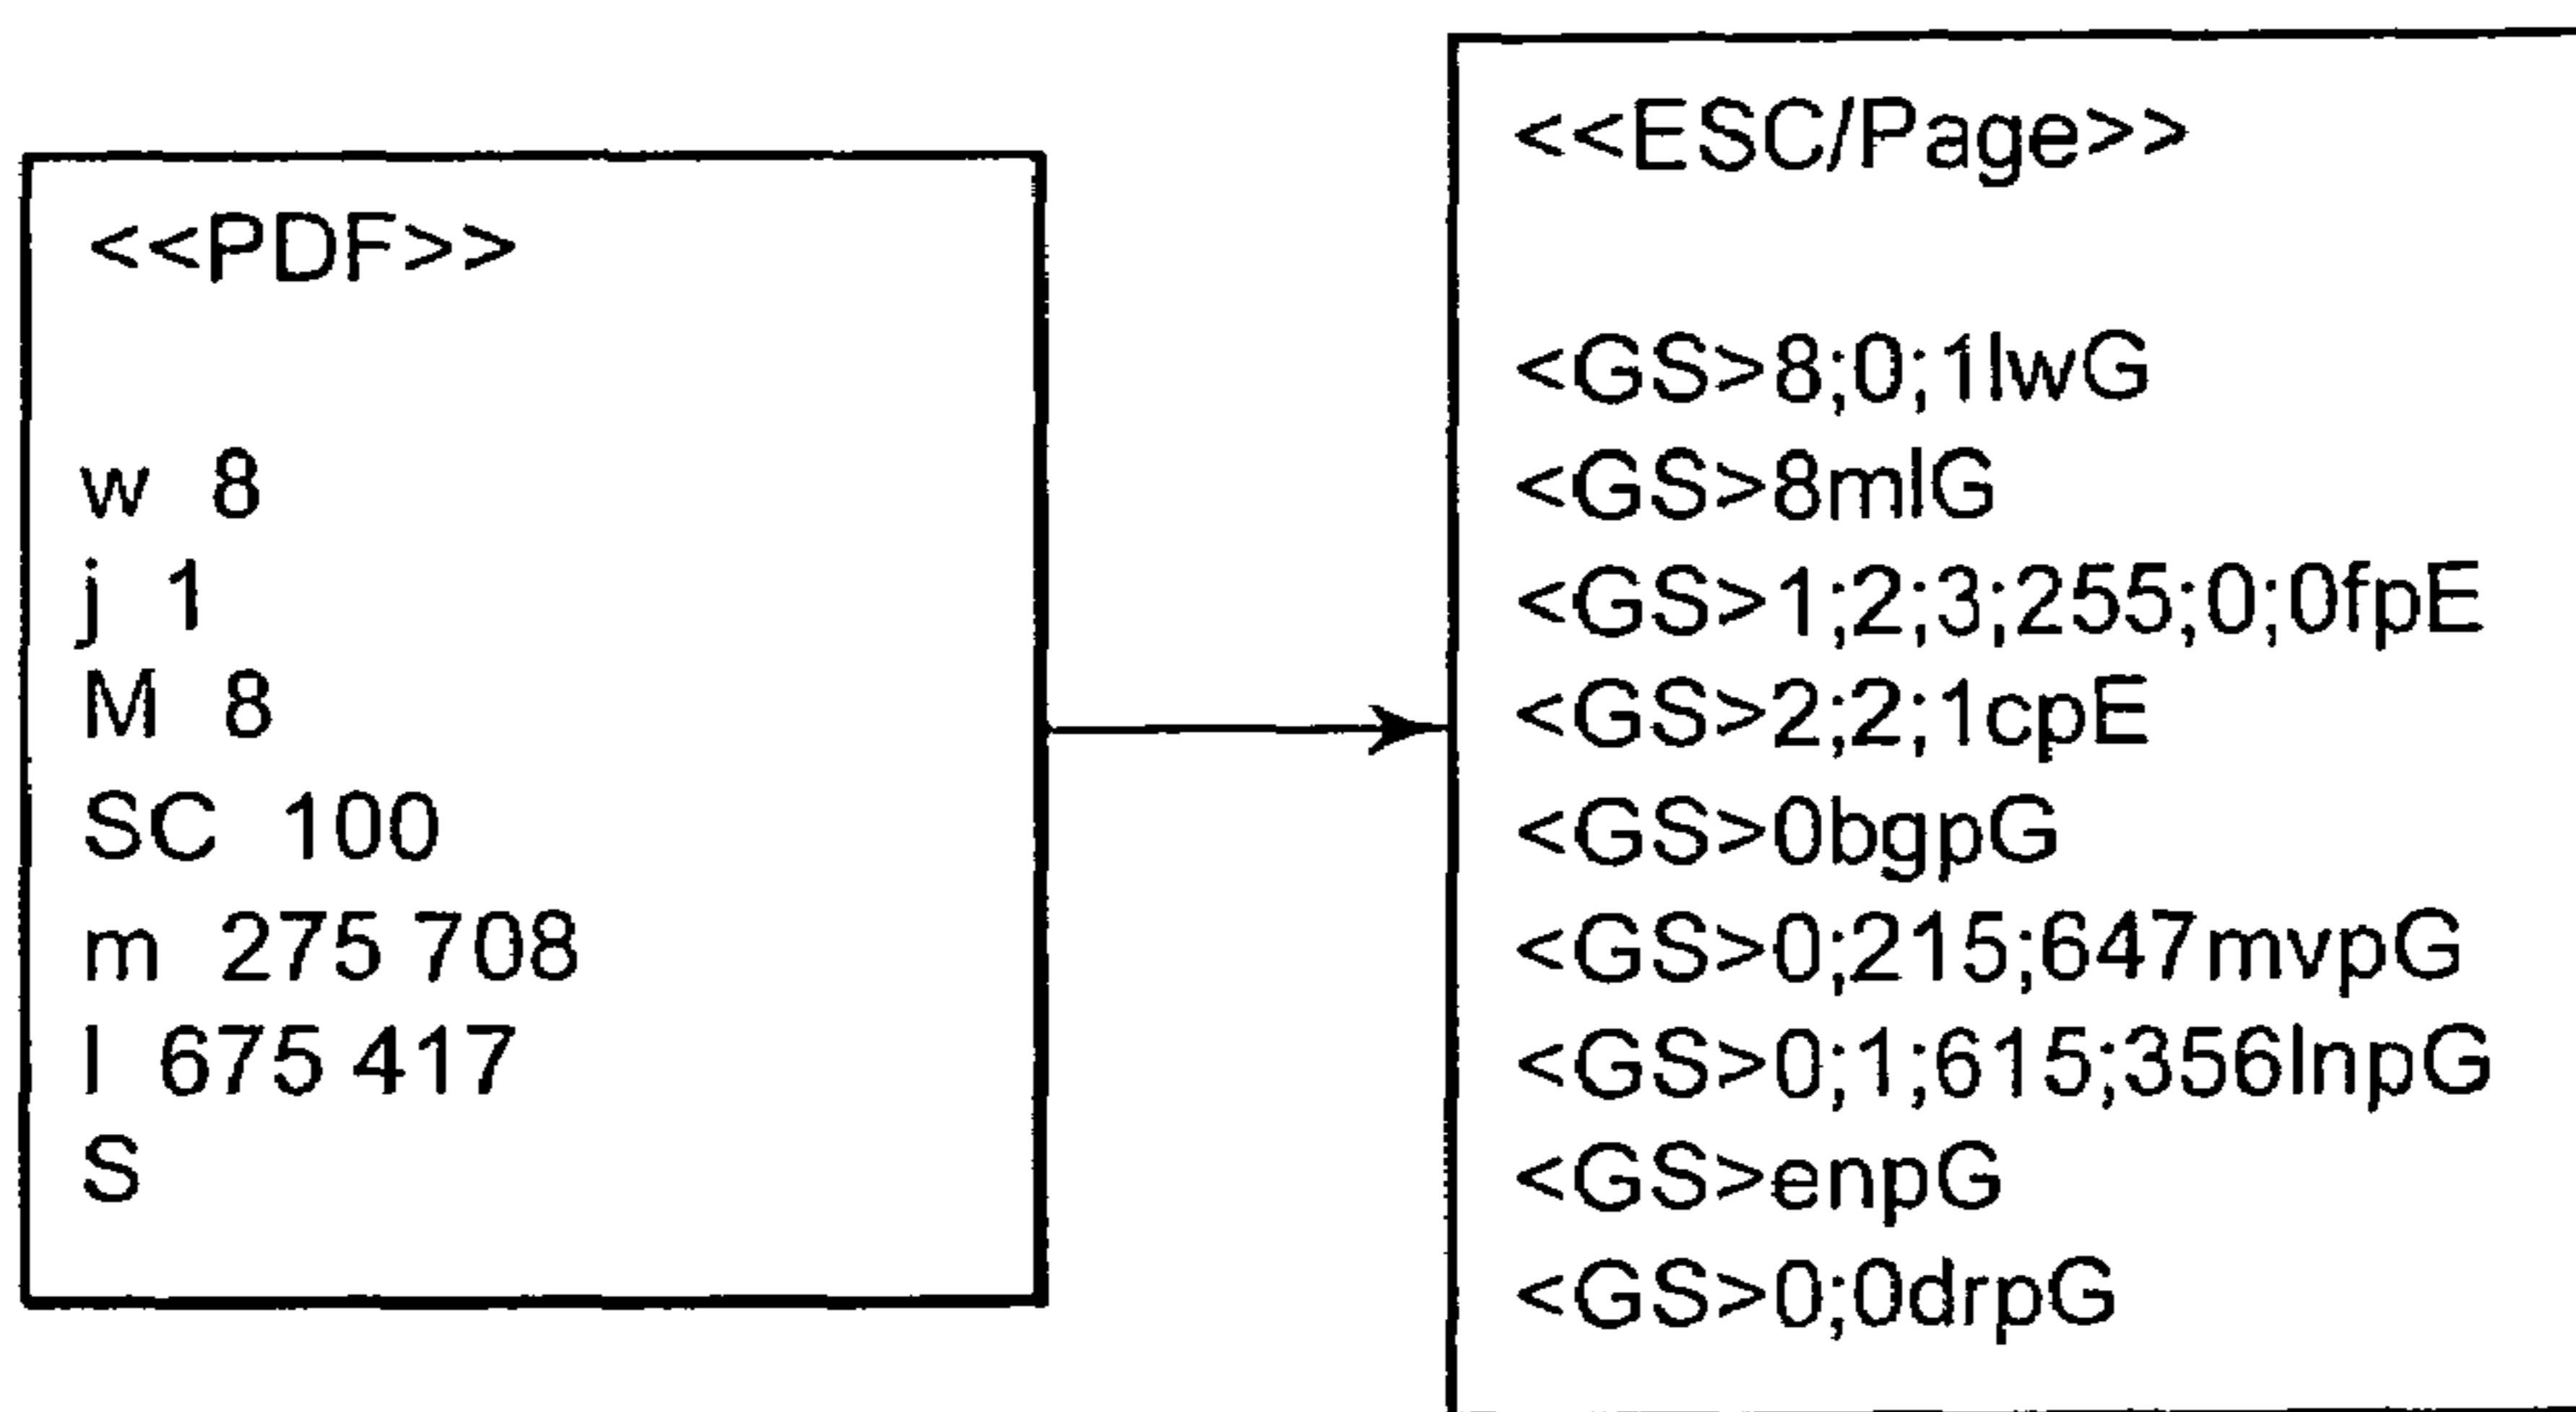 <<PDF>>
w 8
j 1
M 8
SC 100
m 275 708
l 675 417
S
<<ESC/Page>>
<GS>8;0;1lwG
<GS>8mlG
<GS>1;2;3;255;0;0fpE
<GS>2;2;1cpE
<GS>0bgpG
<GS>0;215;647mvpG
<GS>0;1;615;356lnpG
<GS>enpG
<GS>0;0drpG